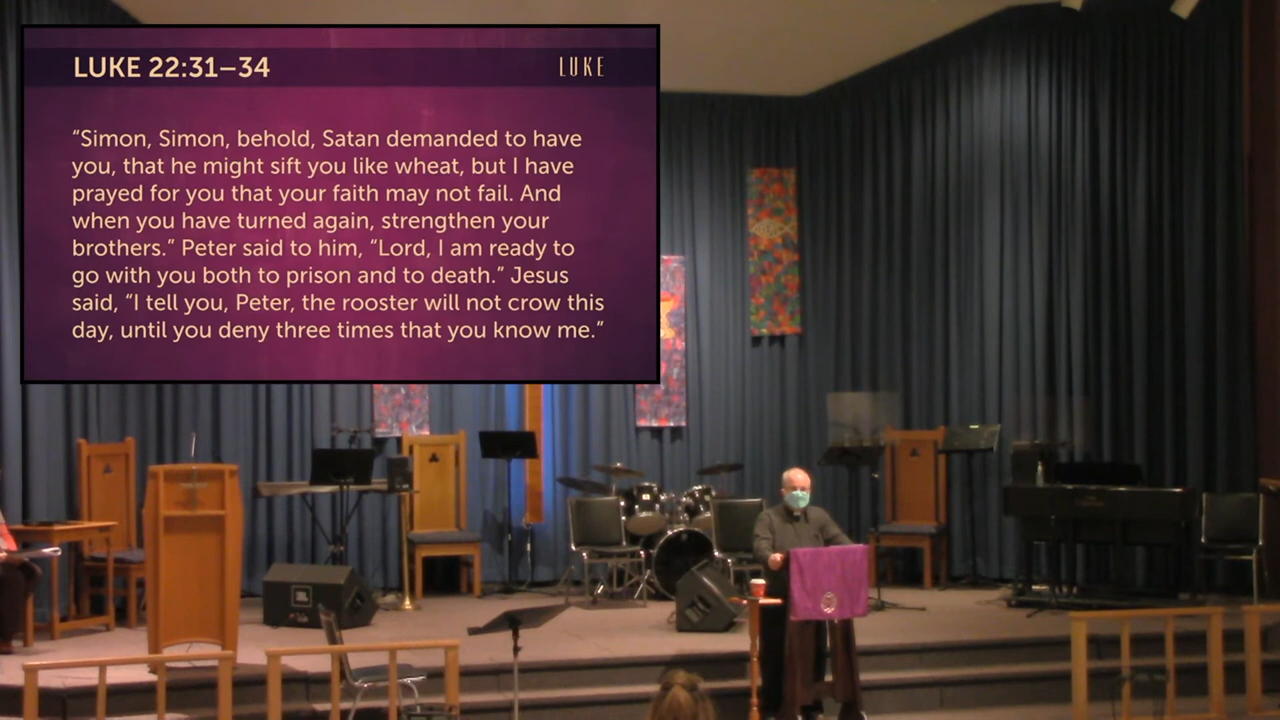 LUKE 22:31–34
LUKE
“Simon, Simon, behold, Satan demanded to have
you, that he might sift you like wheat, but I have
prayed for you that your faith may not fail. And
when you have turned again, strengthen your
brothers.” Peter said to him, “Lord, I am ready to
go with you both to prison and to death.” Jesus
said, “I tell you, Peter, the rooster will not crow this
day, until you deny three times that you know me.”